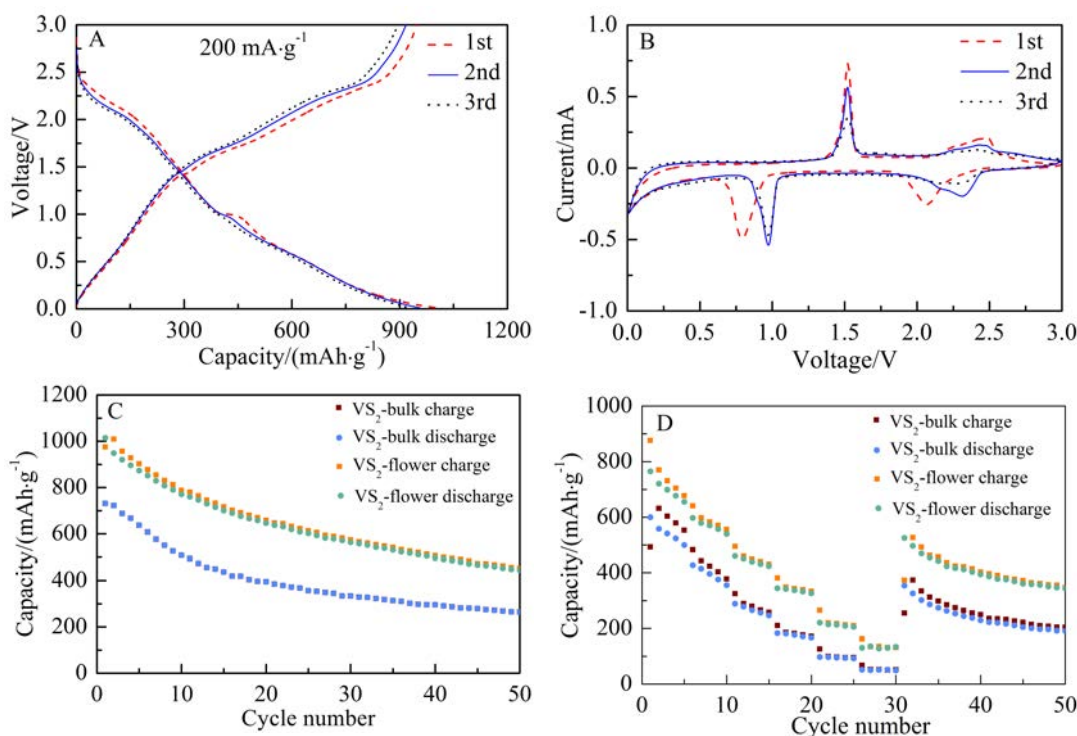 A
200 mA·g⁻¹
1st
2nd
3rd
3.0
2.5
2.0
1.5
1.0
0.5
0.0
Voltage/V
0
300
600
900
1200
Capacity/(mAh·g⁻¹)
B
1st
2nd
3rd
1.0
0.5
0.0
-0.5
-1.0
Current/mA
0.0
0.5
1.0
1.5
2.0
2.5
3.0
Voltage/V
C
VS₂-bulk charge
VS₂-bulk discharge
VS₂-flower charge
VS₂-flower discharge
1200
1000
800
600
400
200
0
Capacity/(mAh·g⁻¹)
0
10
20
30
40
50
Cycle number
D
VS₂-bulk charge
VS₂-bulk discharge
VS₂-flower charge
VS₂-flower discharge
1000
800
600
400
200
0
Capacity/(mAh·g⁻¹)
0
10
20
30
40
50
Cycle number